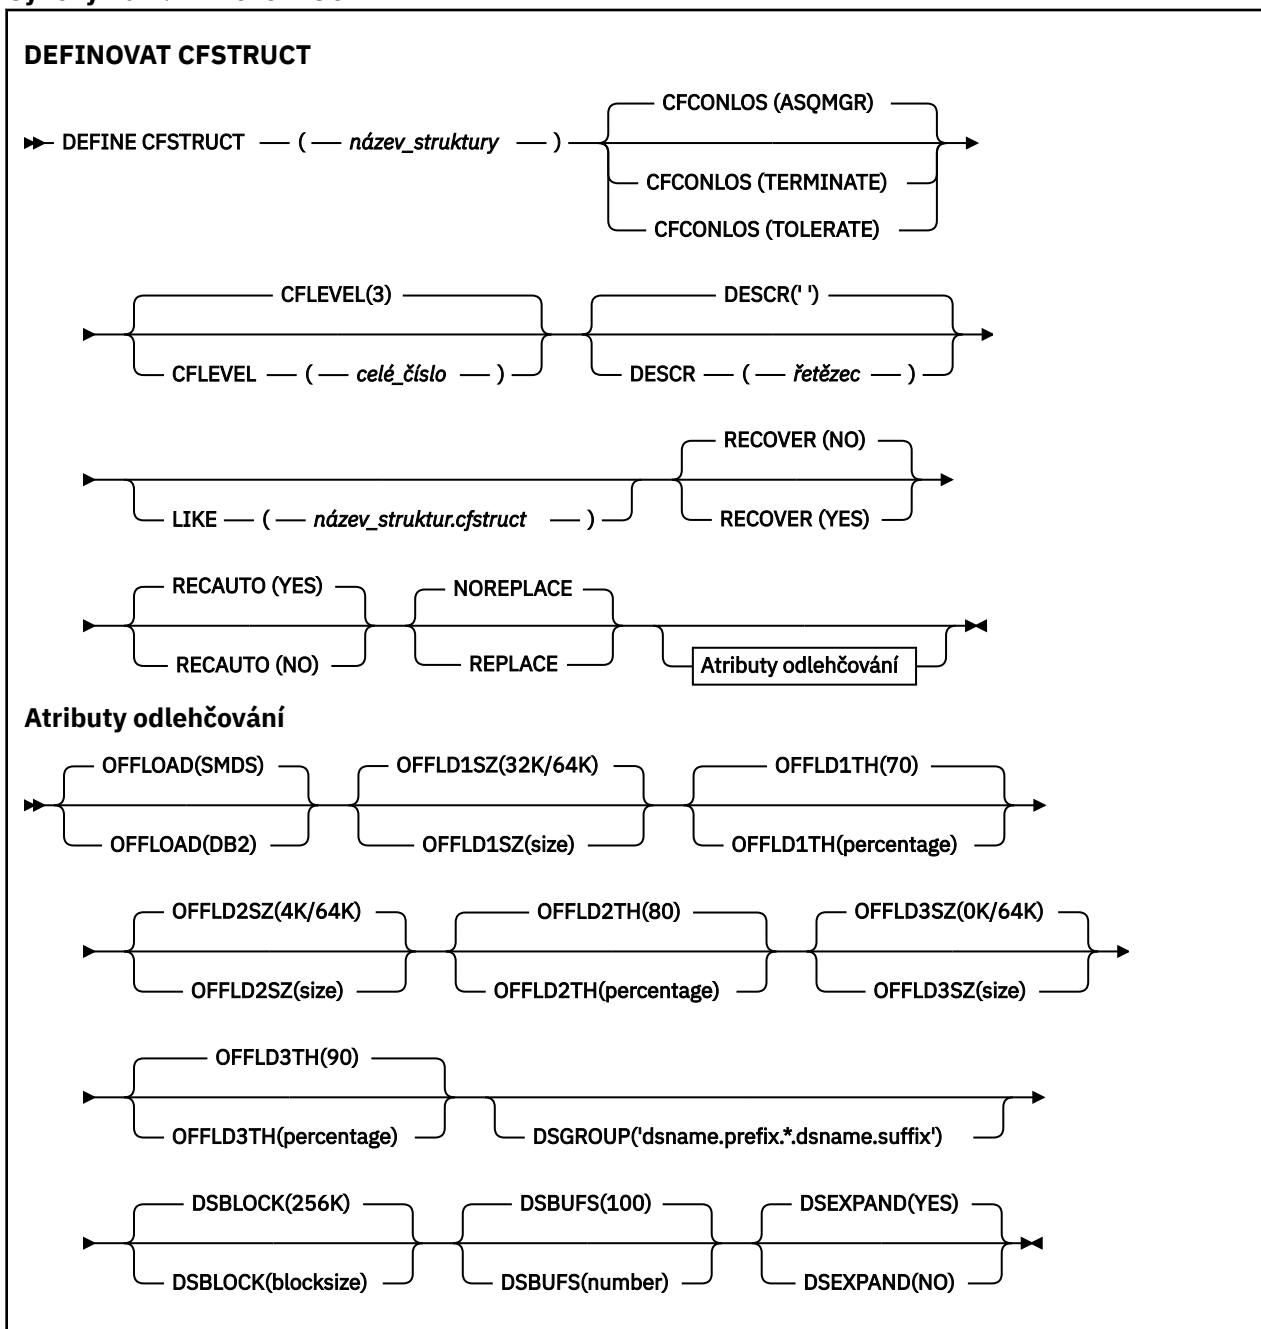 DEFINOVAT CFSTRUCT
CFCONLOS (ASQMGR)
DEFINE CFSTRUCT ( název_struktury )
CFCONLOS (TERMINATE)
CFCONLOS (TOLERATE)
CFLEVEL(3) DESCR(' ')
CFLEVEL ( celé_číslo ) DESCR ( řetězec )
RECOVER (NO)
LIKE ( název_struktur.cfstruct ) RECOVER (YES)
RECAUTO (YES) NOREPLACE
RECAUTO (NO) REPLACE Atributy odlehčování
Atributy odlehčování
OFFLOAD(SMDS) OFFLD1SZ(32K/64K) OFFLD1TH(70)
OFFLOAD(DB2) OFFLD1SZ(size) OFFLD1TH(percentage)
OFFLD2SZ(4K/64K) OFFLD2TH(80) OFFLD3SZ(0K/64K)
OFFLD2SZ(size) OFFLD2TH(percentage) OFFLD3SZ(size)
OFFLD3TH(90)
OFFLD3TH(percentage) DSGROUP('dsname.prefix.*.dsname.suffix')
DSBLOCK(256K) DSBUFS(100) DSEXPAND(YES)
DSBLOCK(blocksize) DSBUFS(number) DSEXPAND(NO)